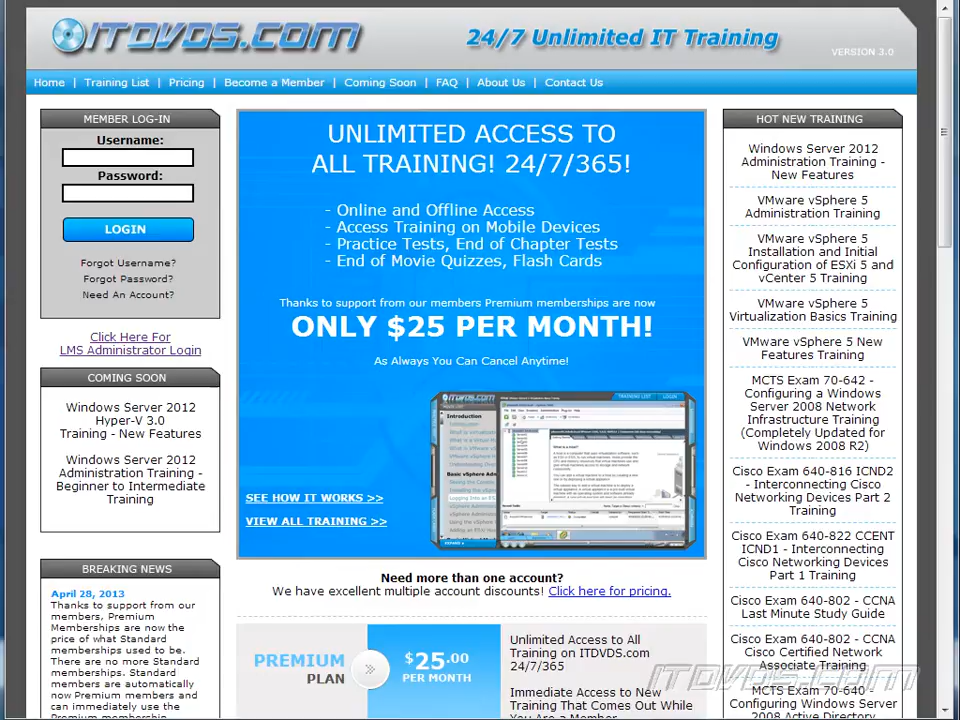 ITDVDS.COM
24/7 Unlimited IT Training
VERSION 3.0
Home | Training List | Pricing | Become a Member | Coming Soon | FAQ | About Us | Contact Us
MEMBER LOG-IN
Username:
Password:
LOGIN
Forgot Username?
Forgot Password?
Need An Account?
Click Here For
LMS Administrator Login
COMING SOON
Windows Server 2012
Hyper-V 3.0
Training - New Features
Windows Server 2012
Administration Training -
Beginner to Intermediate
Training
BREAKING NEWS
April 28, 2013
Thanks to support from our
members, Premium
Memberships are now the
price of what Standard
memberships used to be.
There are no more Standard
memberships. Standard
members are automatically
now Premium members and
can immediately use the
Premium membership
UNLIMITED ACCESS TO
ALL TRAINING! 24/7/365!
- Online and Offline Access
- Access Training on Mobile Devices
- Practice Tests, End of Chapter Tests
- End of Movie Quizzes, Flash Cards
Thanks to support from our members Premium memberships are now
ONLY $25 PER MONTH!
As Always You Can Cancel Anytime!
SEE HOW IT WORKS >>
VIEW ALL TRAINING >>
ITDVDS.COM
TRAINING LIST
LOGIN
Introduction
Need more than one account?
We have excellent multiple account discounts! Click here for pricing.
PREMIUM
PLAN
$25.00
PER MONTH
Unlimited Access to All
Training on ITDVDS.com
24/7/365
Immediate Access to New
Training That Comes Out While
You Are a Member
HOT NEW TRAINING
Windows Server 2012
Administration Training -
New Features
VMware vSphere 5
Administration Training
VMware vSphere 5
Installation and Initial
Configuration of ESXi 5 and
vCenter 5 Training
VMware vSphere 5
Virtualization Basics Training
VMware vSphere 5 New
Features Training
MCTS Exam 70-642 -
Configuring a Windows
Server 2008 Network
Infrastructure Training
(Completely Updated for
Windows 2008 R2)
Cisco Exam 640-816 ICND2
- Interconnecting Cisco
Networking Devices Part 2
Training
Cisco Exam 640-822 CCENT
ICND1 - Interconnecting
Cisco Networking Devices
Part 1 Training
Cisco Exam 640-802 - CCNA
Last Minute Study Guide
Cisco Exam 640-802 - CCNA
Cisco Certified Network
Associate Training
MCTS Exam 70-640 -
Configuring Windows
Server 2008 Active Directory
ITDVDS.COM